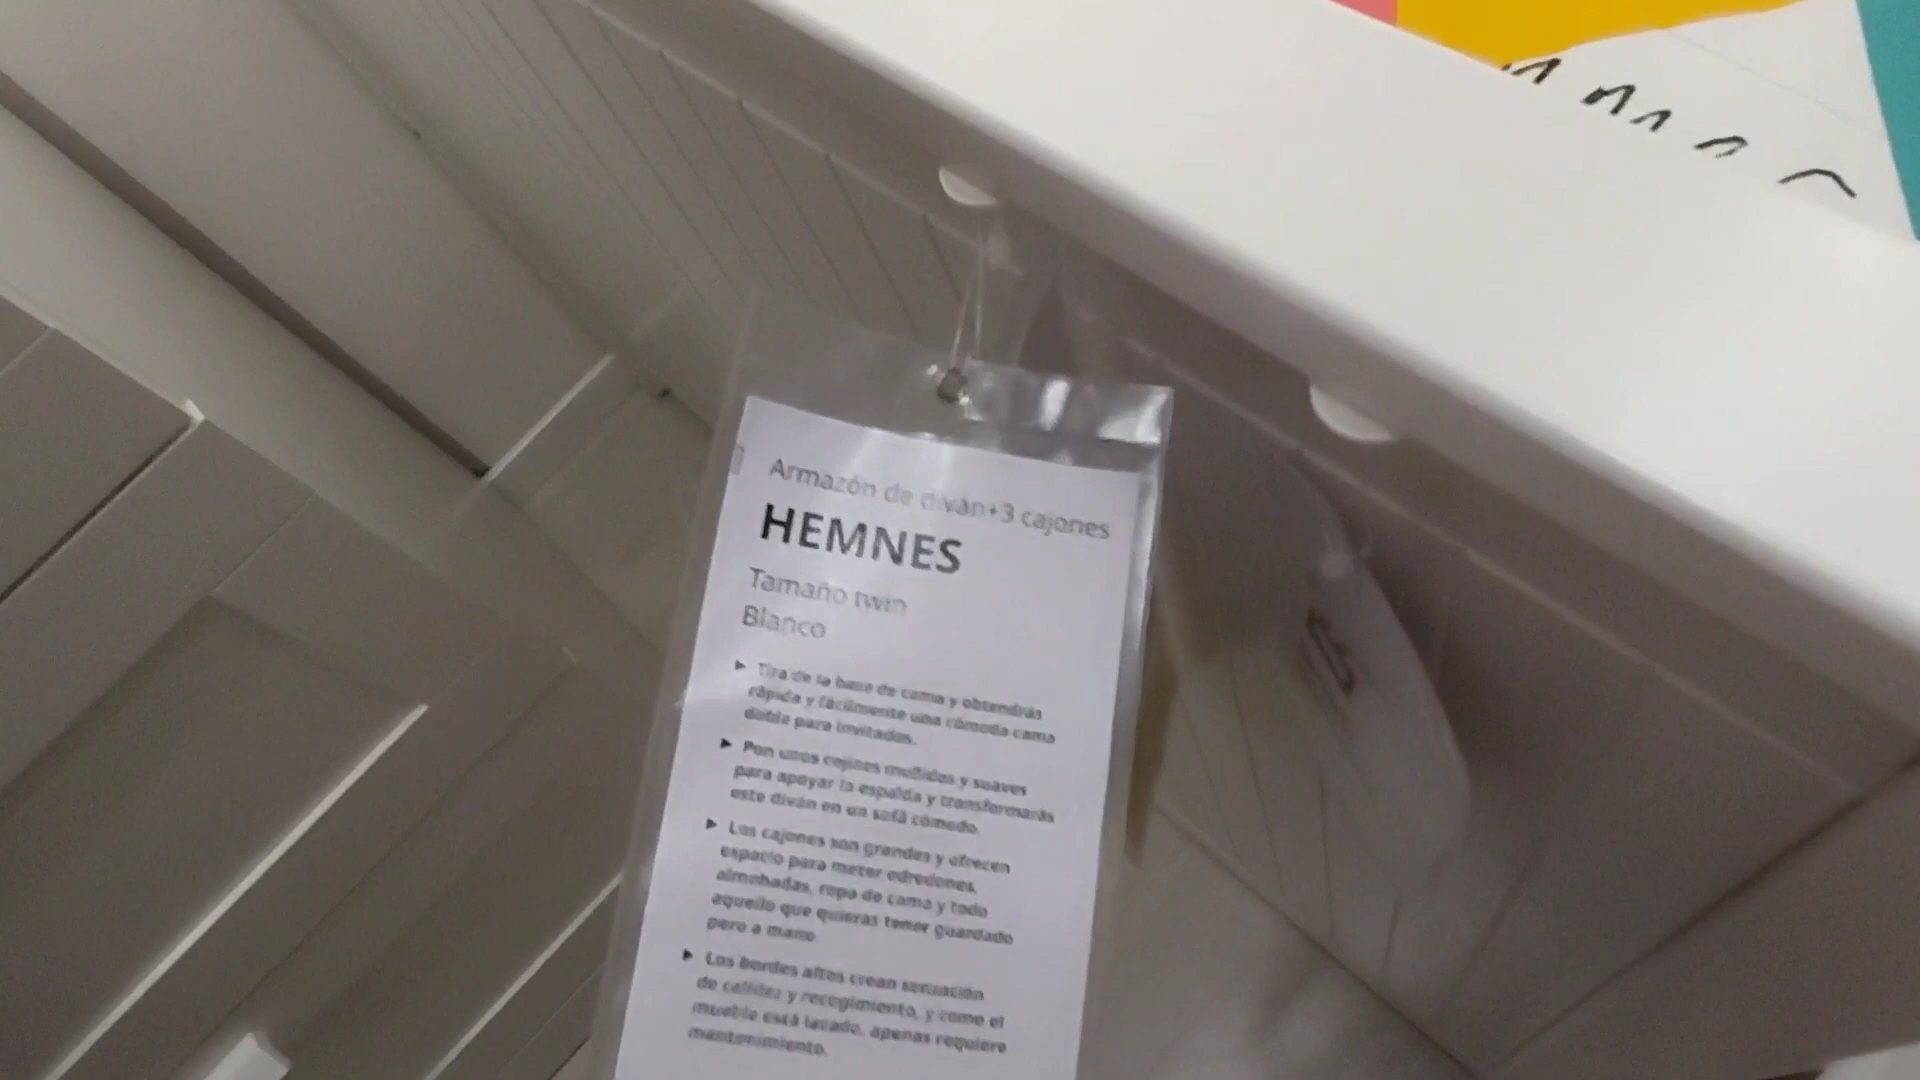 Armazón de diván+3 cajones
HEMNES
Tamaño twin
Blanco
► Tira de la base de cama y obtendrás
rápida y fácilmente una cómoda cama
doble para invitados.
► Pon unos cojines mullidos y suaves
para apoyar la espalda y transformarás
este diván en un sofá cómodo.
► Los cajones son grandes y ofrecen
espacio para meter edredones,
almohadas, ropa de cama y todo
aquello que quieras tener guardado
pero a mano.
► Los bordes altos crean sensación
de calidez y recogimiento, y como el
mueble está lacado, apenas requiere
mantenimiento.